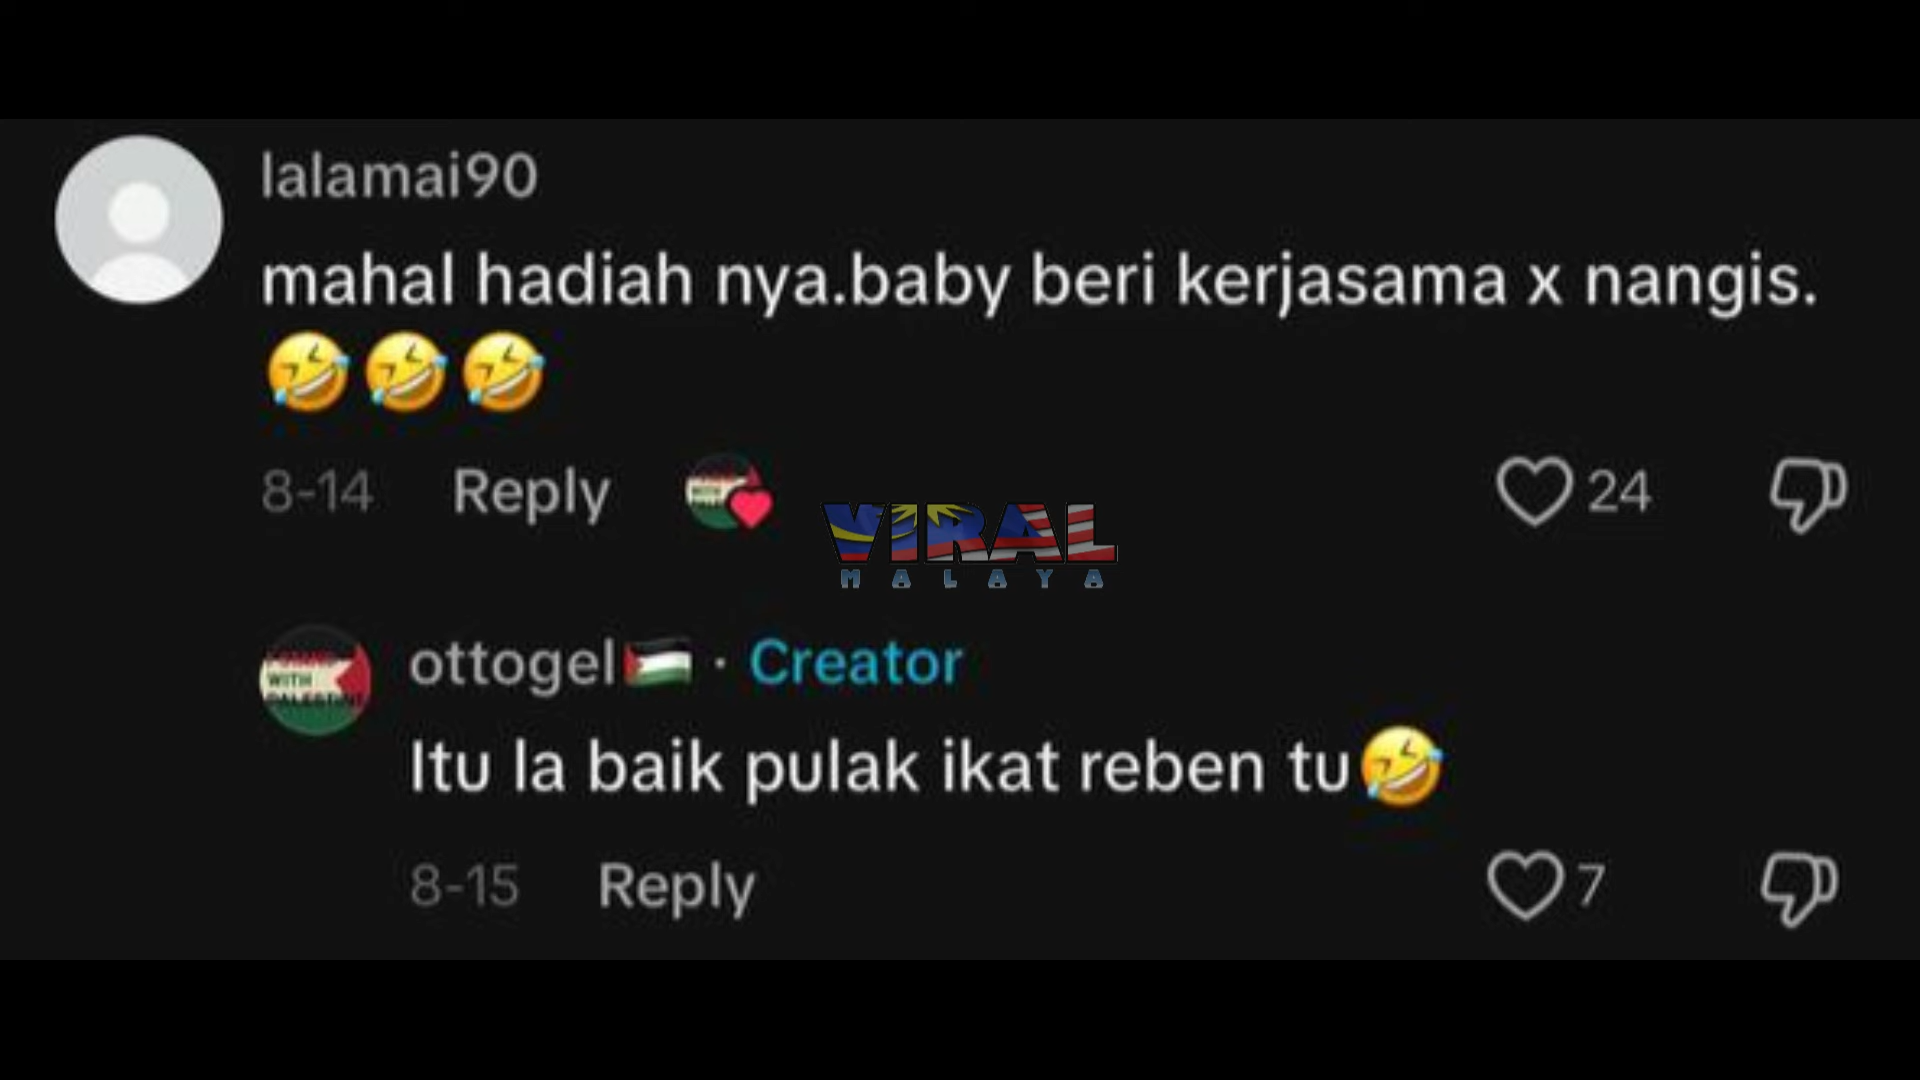 lalamai90
mahal hadiah nya.baby beri kerjasama x nangis.
🤣🤣🤣
8-14 Reply 24
VIRAL
MALAYA
ottogel🇵🇸 · Creator
WITH
Itu la baik pulak ikat reben tu🤣
8-15 Reply 7